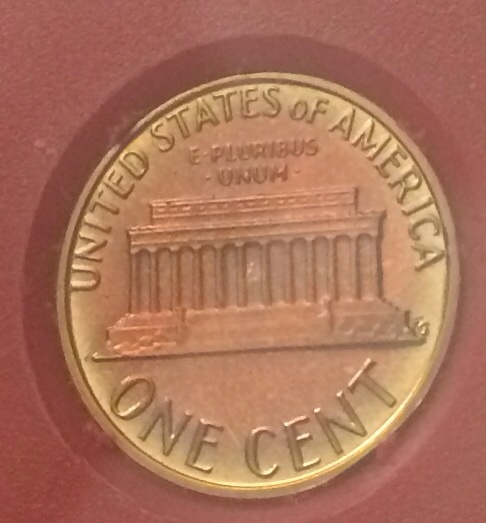 UNITED STATES oF AMERICA
E·PLURIBUS
·UNUM·
ONE CENT